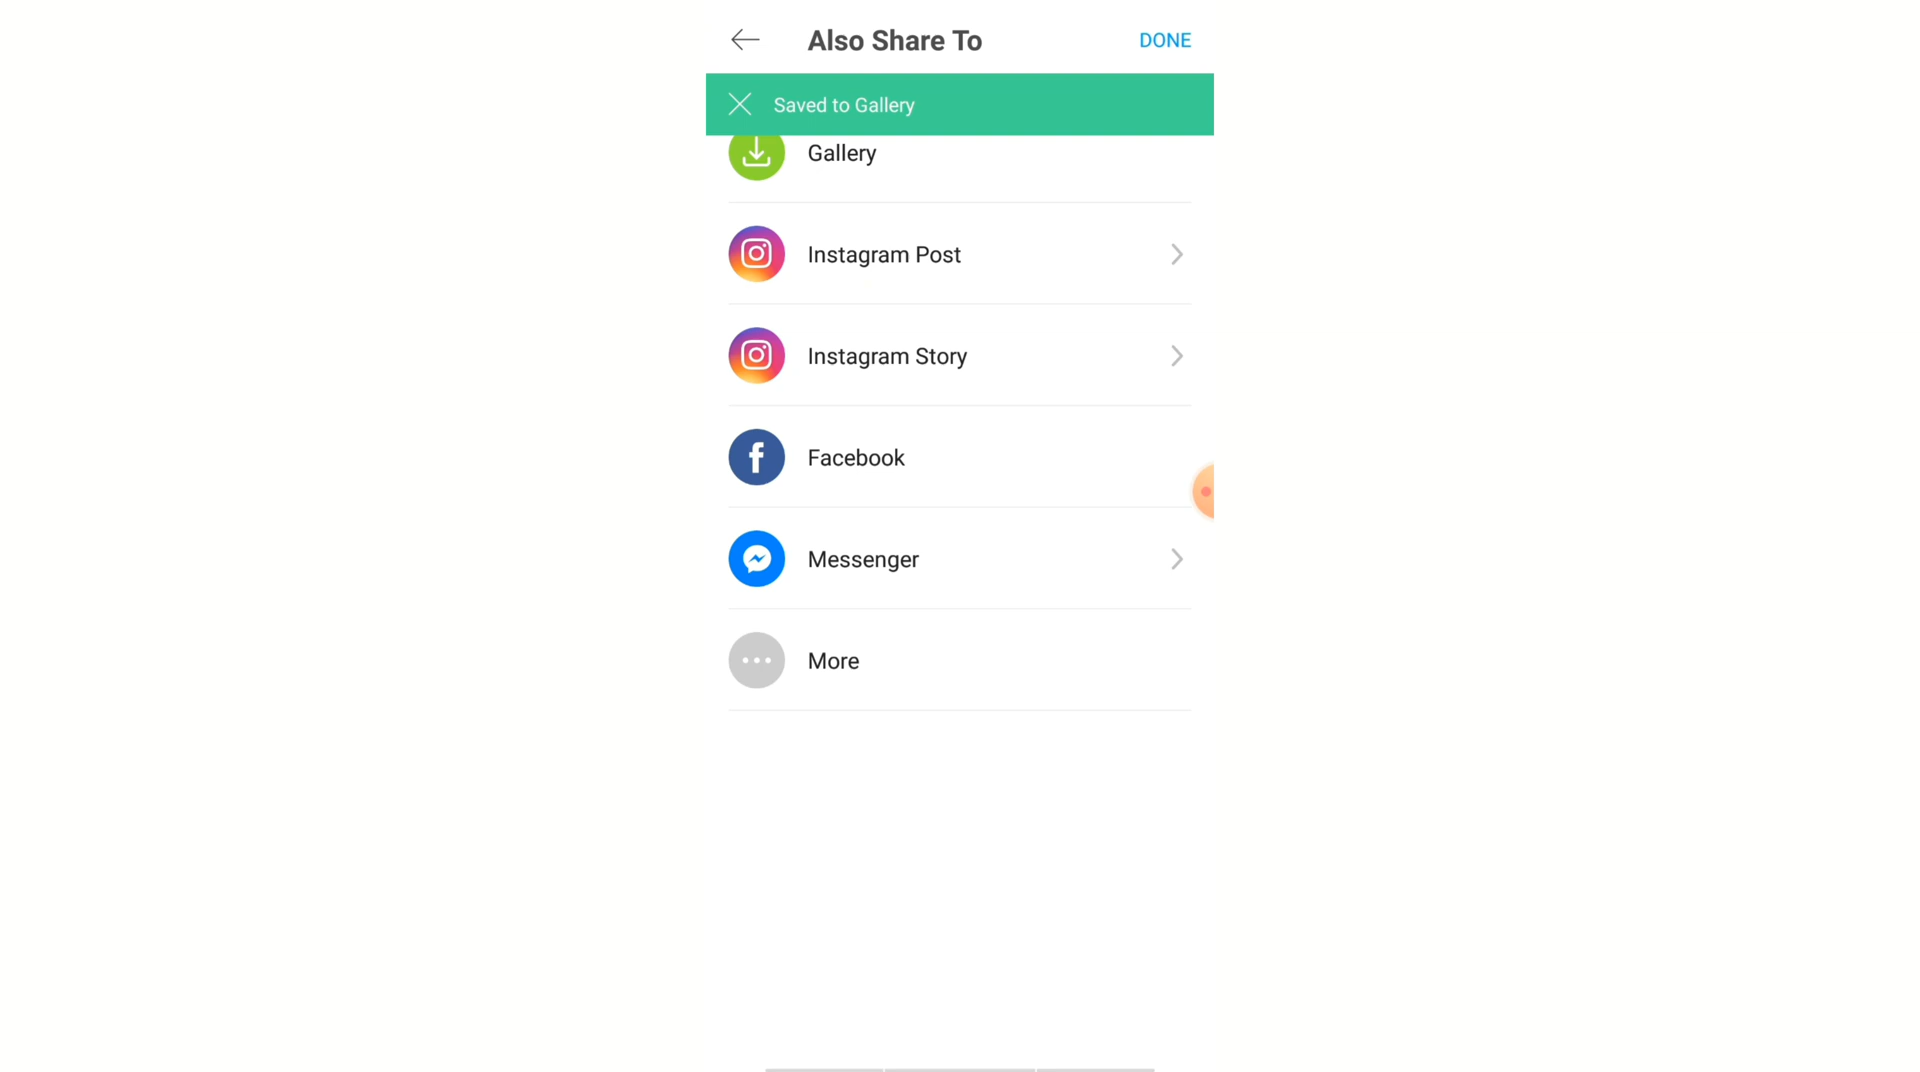 Also Share To
DONE
Saved to Gallery
Gallery
Instagram Post
Instagram Story
Facebook
Messenger
More